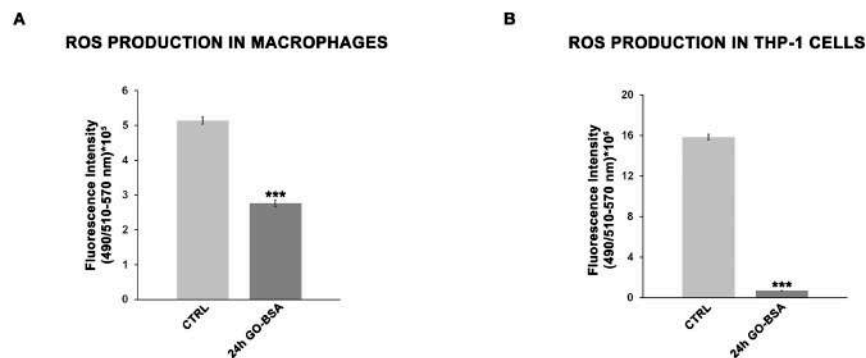 A
ROS PRODUCTION IN MACROPHAGES
Fluorescence Intensity
(490/510-570 nm)*10⁵
6
5
4
3
2
1
0
***
CTRL
24h GO-BSA
B
ROS PRODUCTION IN THP-1 CELLS
Fluorescence Intensity
(490/510-570 nm)*10⁶
20
16
12
8
4
0
***
CTRL
24h GO-BSA